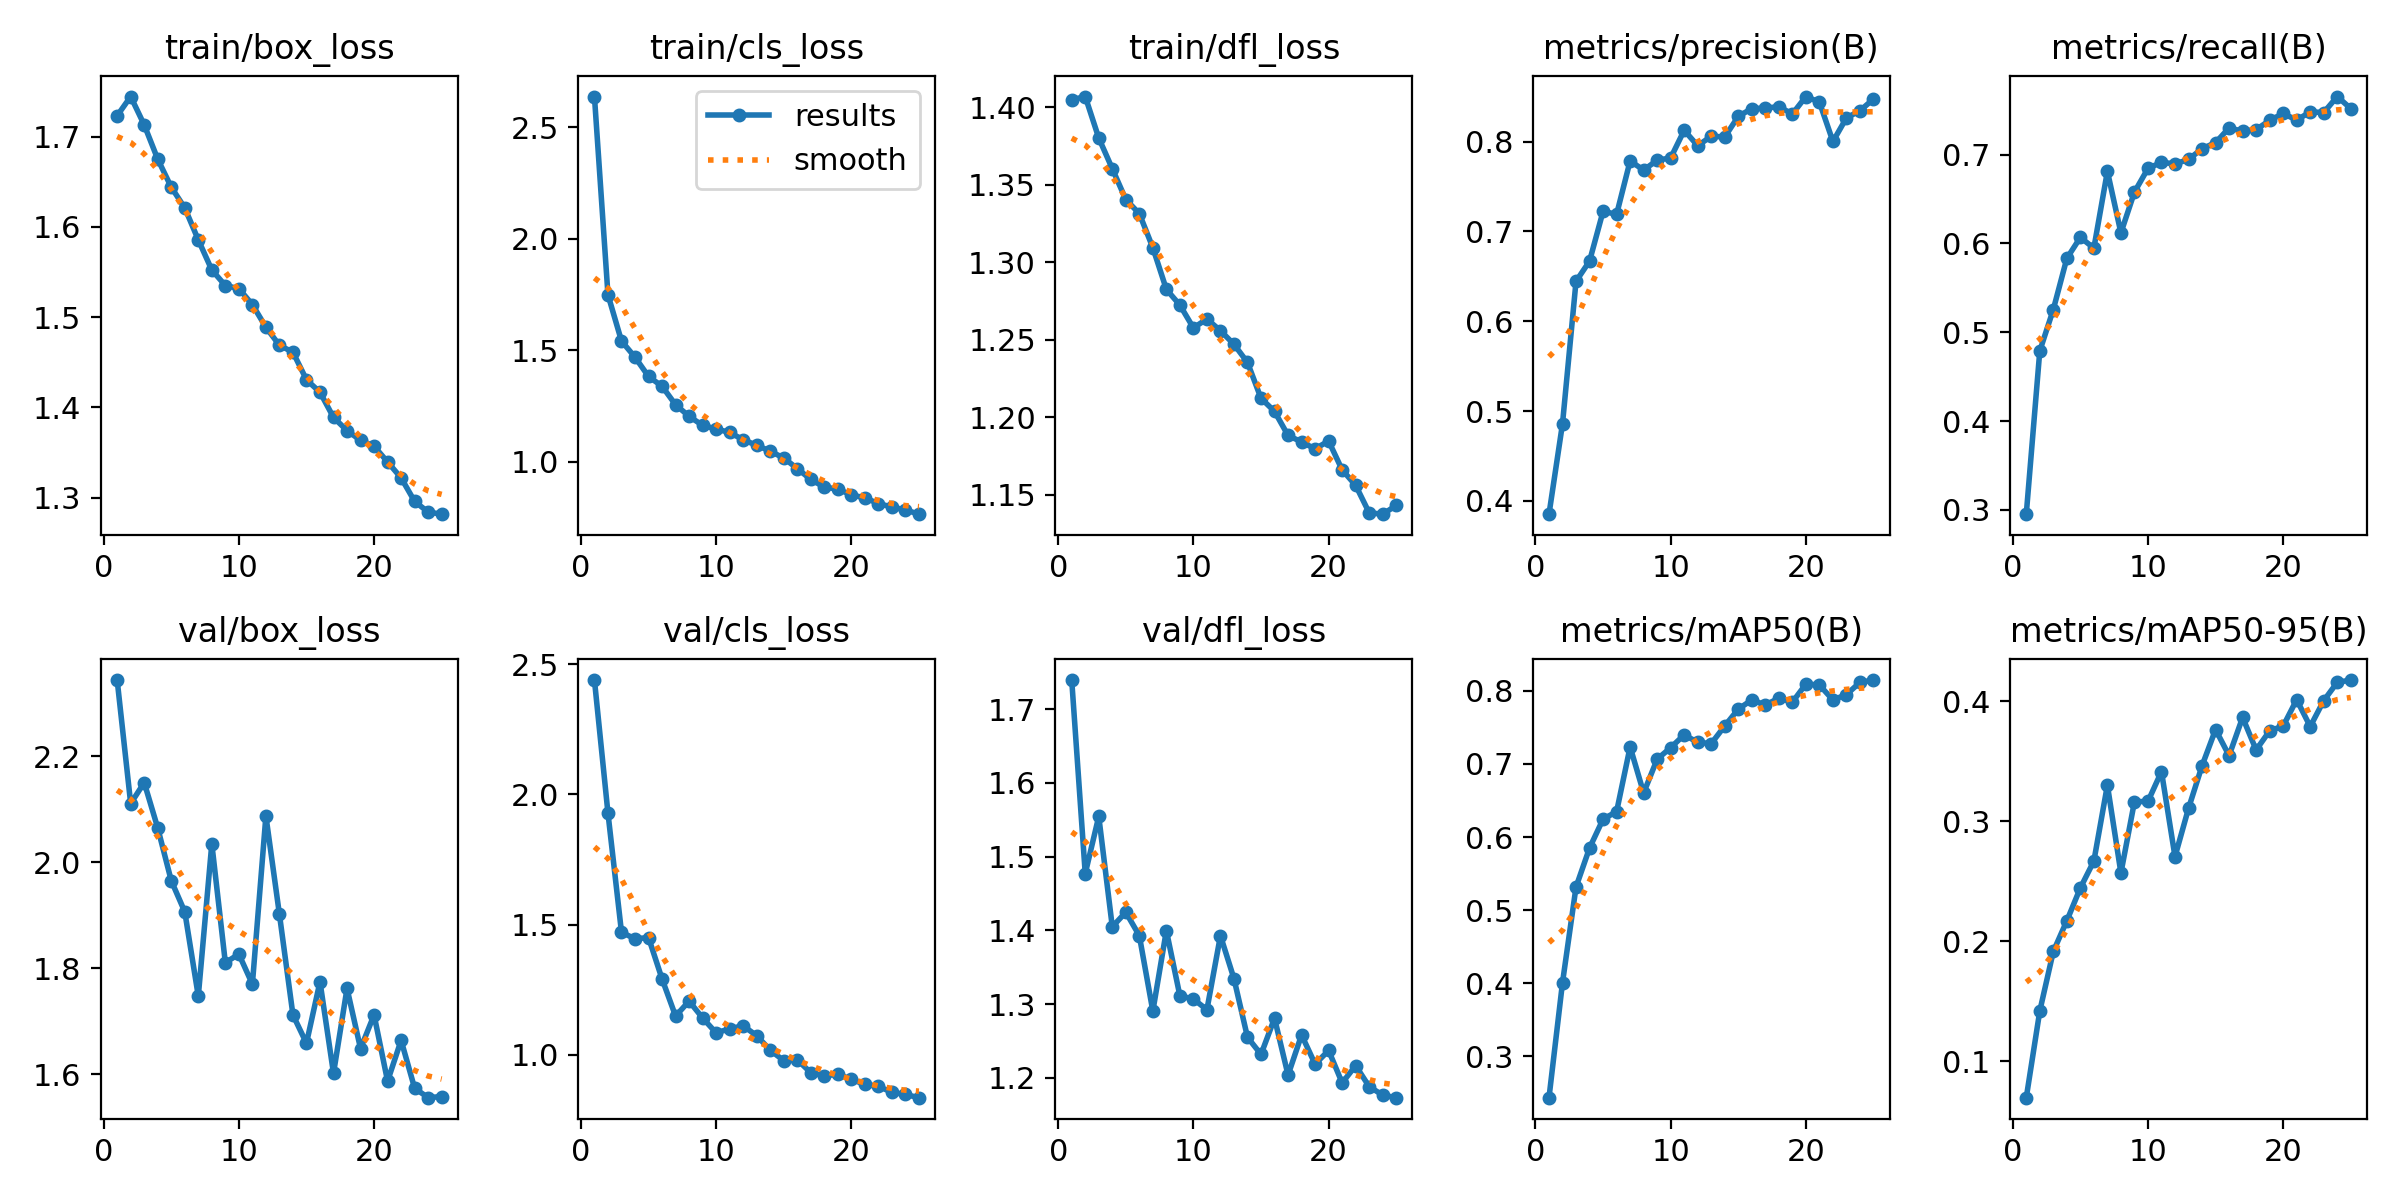 train/box_loss
1.7
1.6
1.5
1.4
1.3
0 10 20
train/cls_loss
results
smooth
2.5
2.0
1.5
1.0
0 10 20
train/dfl_loss
1.40
1.35
1.30
1.25
1.20
1.15
0 10 20
metrics/precision(B)
0.8
0.7
0.6
0.5
0.4
0 10 20
metrics/recall(B)
0.7
0.6
0.5
0.4
0.3
0 10 20
val/box_loss
2.2
2.0
1.8
1.6
0 10 20
val/cls_loss
2.5
2.0
1.5
1.0
0 10 20
val/dfl_loss
1.7
1.6
1.5
1.4
1.3
1.2
0 10 20
metrics/mAP50(B)
0.8
0.7
0.6
0.5
0.4
0.3
0 10 20
metrics/mAP50-95(B)
0.4
0.3
0.2
0.1
0 10 20